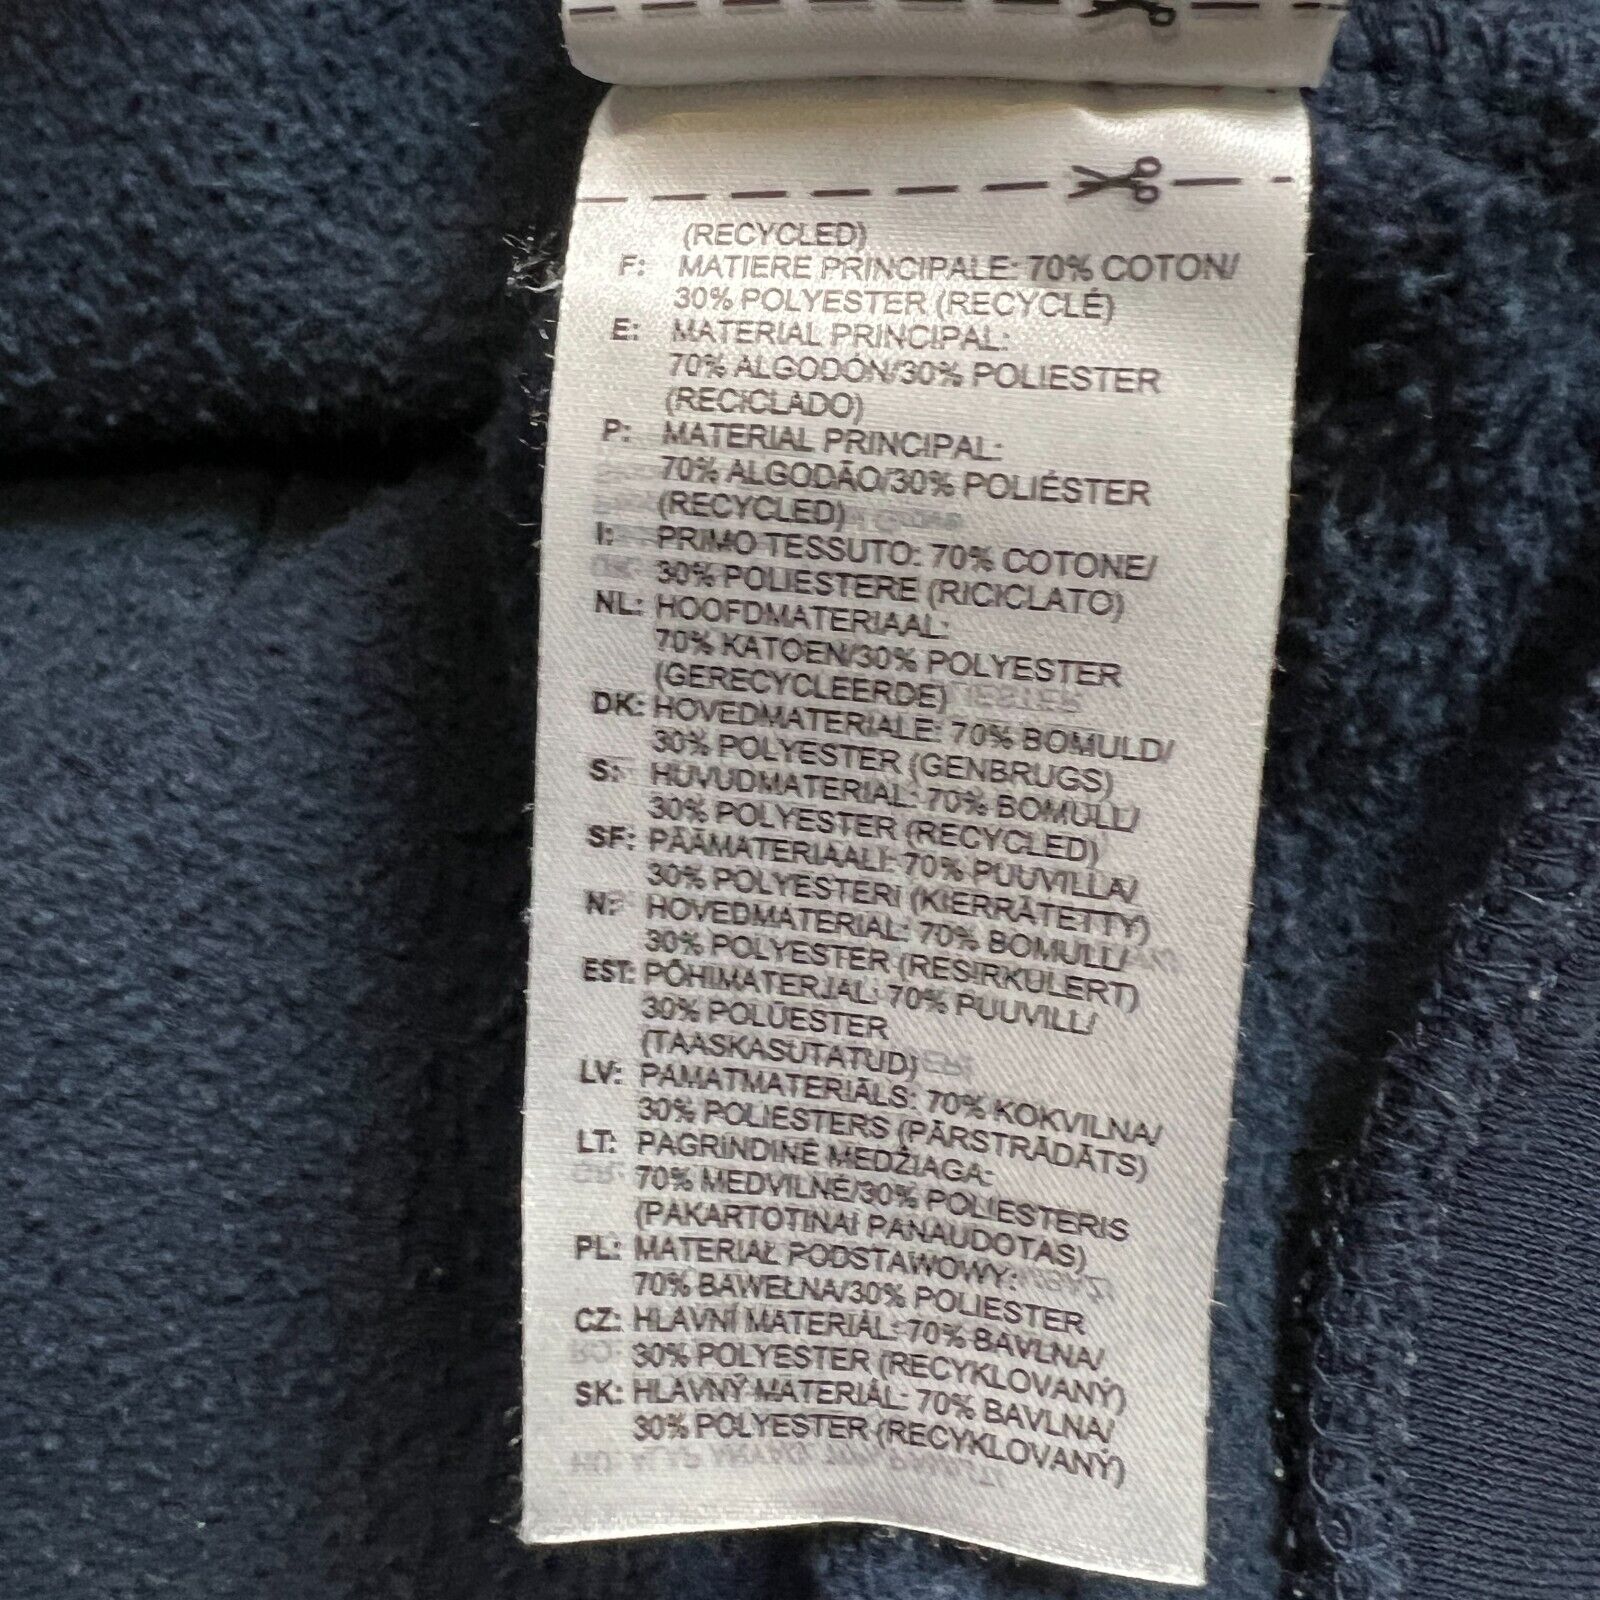 (RECYCLED)
F: MATIERE PRINCIPALE: 70% COTON/
30% POLYESTER (RECYCLÉ)
E: MATERIAL PRINCIPAL:
70% ALGODÓN/30% POLIESTER
(RECICLADO)
P: MATERIAL PRINCIPAL:
70% ALGODÃO/30% POLIÉSTER
(RECYCLED)
I: PRIMO TESSUTO: 70% COTONE/
30% POLIESTERE (RICICLATO)
NL: HOOFDMATERIAAL:
70% KATOEN/30% POLYESTER
(GERECYCLEERDE)
DK: HOVEDMATERIALE: 70% BOMULD/
30% POLYESTER (GENBRUGS)
S: HUVUDMATERIAL: 70% BOMULL/
30% POLYESTER (RECYCLED)
SF: PÄÄMATERIAALI: 70% PUUVILLA/
30% POLYESTERI (KIERRÄTETTY)
N: HOVEDMATERIAL: 70% BOMULL/
30% POLYESTER (RESIRKULERT)
EST: PÕHIMATERJAL: 70% PUUVILL/
30% POLÜESTER
(TAASKASUTATUD)
LV: PAMATMATERIĀLS: 70% KOKVILNA/
30% POLIESTERS (PĀRSTRĀDĀTS)
LT: PAGRINDINĖ MEDŽIAGA:
70% MEDVILNĖ/30% POLIESTERIS
(PAKARTOTINAI PANAUDOTAS)
PL: MATERIAŁ PODSTAWOWY:
70% BAWEŁNA/30% POLIESTER
CZ: HLAVNÍ MATERIÁL: 70% BAVLNA/
30% POLYESTER (RECYKLOVANÝ)
SK: HLAVNÝ MATERIÁL: 70% BAVLNA/
30% POLYESTER (RECYKLOVANÝ)